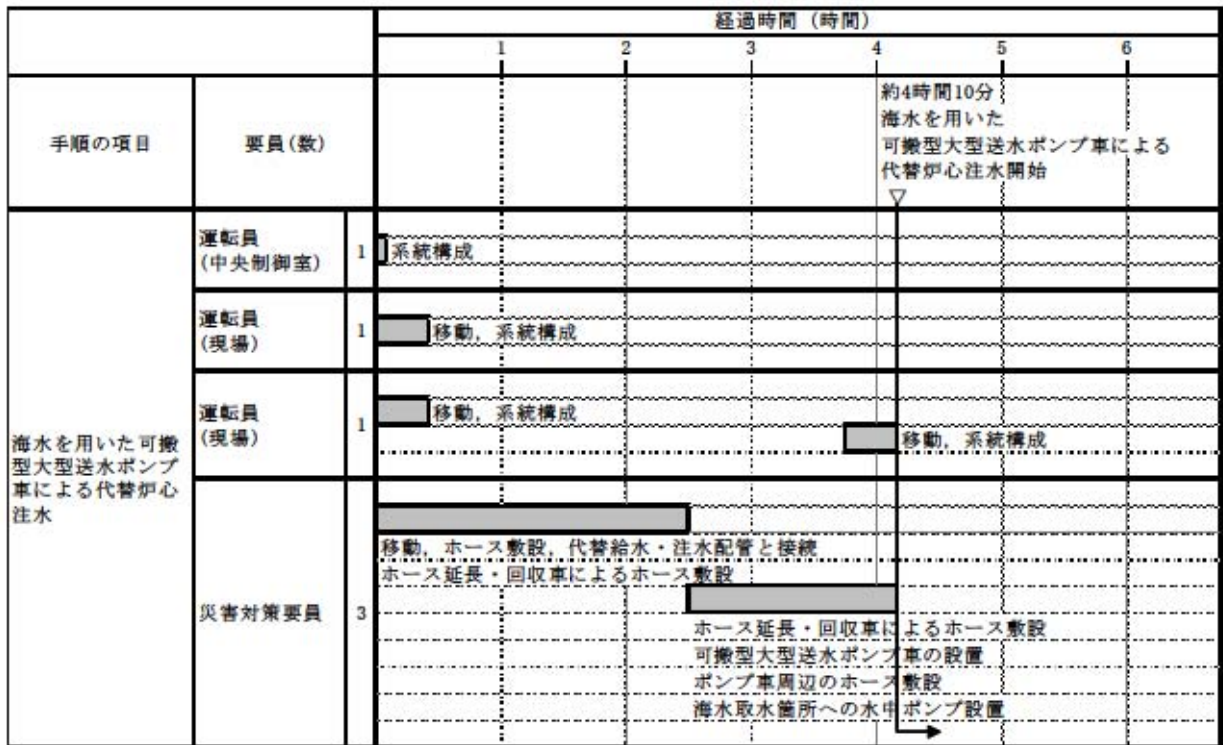 経過時間（時間）
1 2 3 4 5 6
手順の項目
要員(数)
約4時間10分
海水を用いた
可搬型大型送水ポンプ車による
代替炉心注水開始
▽
海水を用いた可搬
型大型送水ポンプ
車による代替炉心
注水
運転員
(中央制御室)
1
系統構成
運転員
(現場)
1
移動，系統構成
運転員
(現場)
1
移動，系統構成
移動，系統構成
災害対策要員
3
移動，ホース敷設，代替給水・注水配管と接続
ホース延長・回収車によるホース敷設
ホース延長・回収車によるホース敷設
可搬型大型送水ポンプ車の設置
ポンプ車周辺のホース敷設
海水取水箇所への水中ポンプ設置